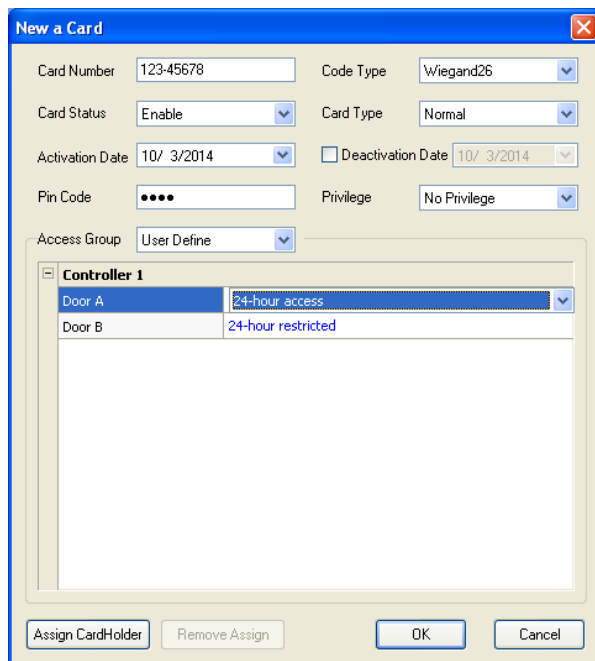 New a Card
Card Number 123-45678 Code Type Wiegand26
Card Status Enable Card Type Normal
Activation Date 10/ 3/2014 Deactivation Date 10/ 3/2014
Pin Code ●●●● Privilege No Privilege
Access Group User Define
Controller 1
Door A 24-hour access
Door B 24-hour restricted
Assign CardHolder Remove Assign OK Cancel